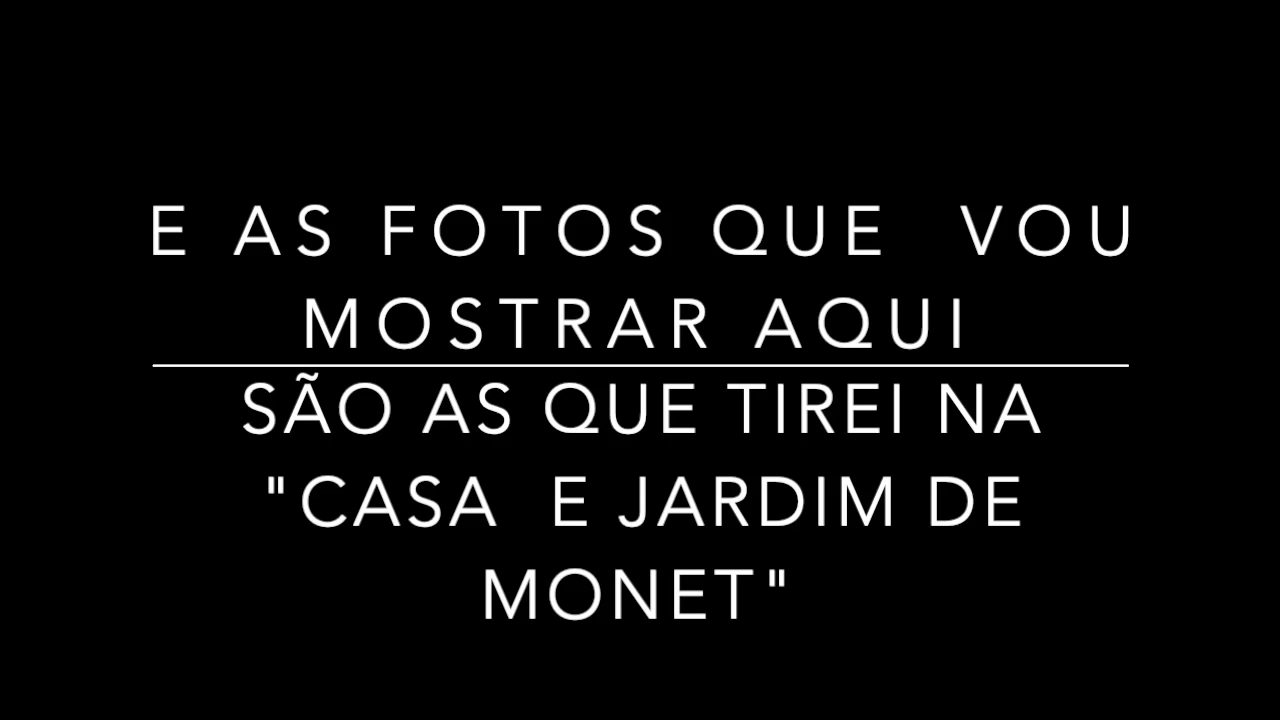 E AS FOTOS QUE VOU
MOSTRAR AQUI
SÃO AS QUE TIREI NA
"CASA E JARDIM DE
MONET"